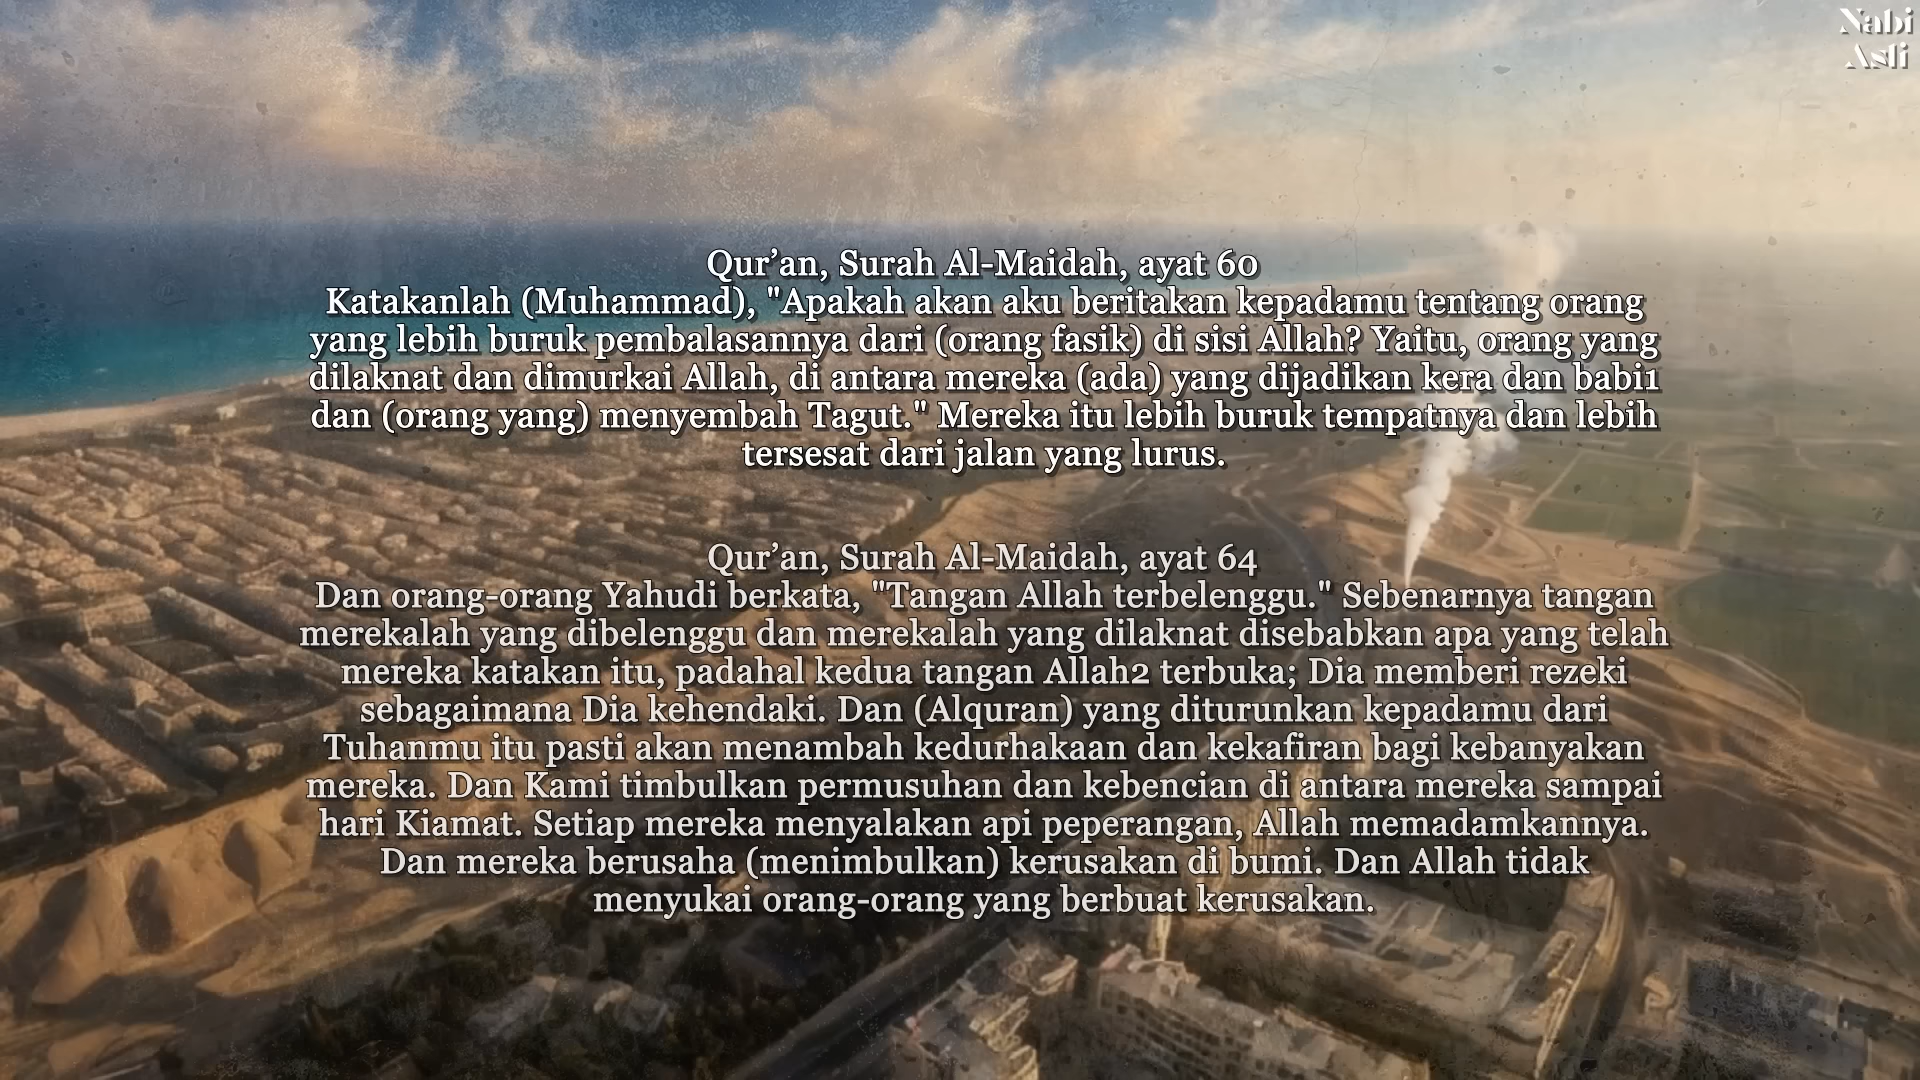 Nabi
Asli
Qur’an, Surah Al-Maidah, ayat 60
Katakanlah (Muhammad), "Apakah akan aku beritakan kepadamu tentang orang
yang lebih buruk pembalasannya dari (orang fasik) di sisi Allah? Yaitu, orang yang
dilaknat dan dimurkai Allah, di antara mereka (ada) yang dijadikan kera dan babi1
dan (orang yang) menyembah Tagut." Mereka itu lebih buruk tempatnya dan lebih
tersesat dari jalan yang lurus.
Qur’an, Surah Al-Maidah, ayat 64
Dan orang-orang Yahudi berkata, "Tangan Allah terbelenggu." Sebenarnya tangan
merekalah yang dibelenggu dan merekalah yang dilaknat disebabkan apa yang telah
mereka katakan itu, padahal kedua tangan Allah2 terbuka; Dia memberi rezeki
sebagaimana Dia kehendaki. Dan (Alquran) yang diturunkan kepadamu dari
Tuhanmu itu pasti akan menambah kedurhakaan dan kekafiran bagi kebanyakan
mereka. Dan Kami timbulkan permusuhan dan kebencian di antara mereka sampai
hari Kiamat. Setiap mereka menyalakan api peperangan, Allah memadamkannya.
Dan mereka berusaha (menimbulkan) kerusakan di bumi. Dan Allah tidak
menyukai orang-orang yang berbuat kerusakan.